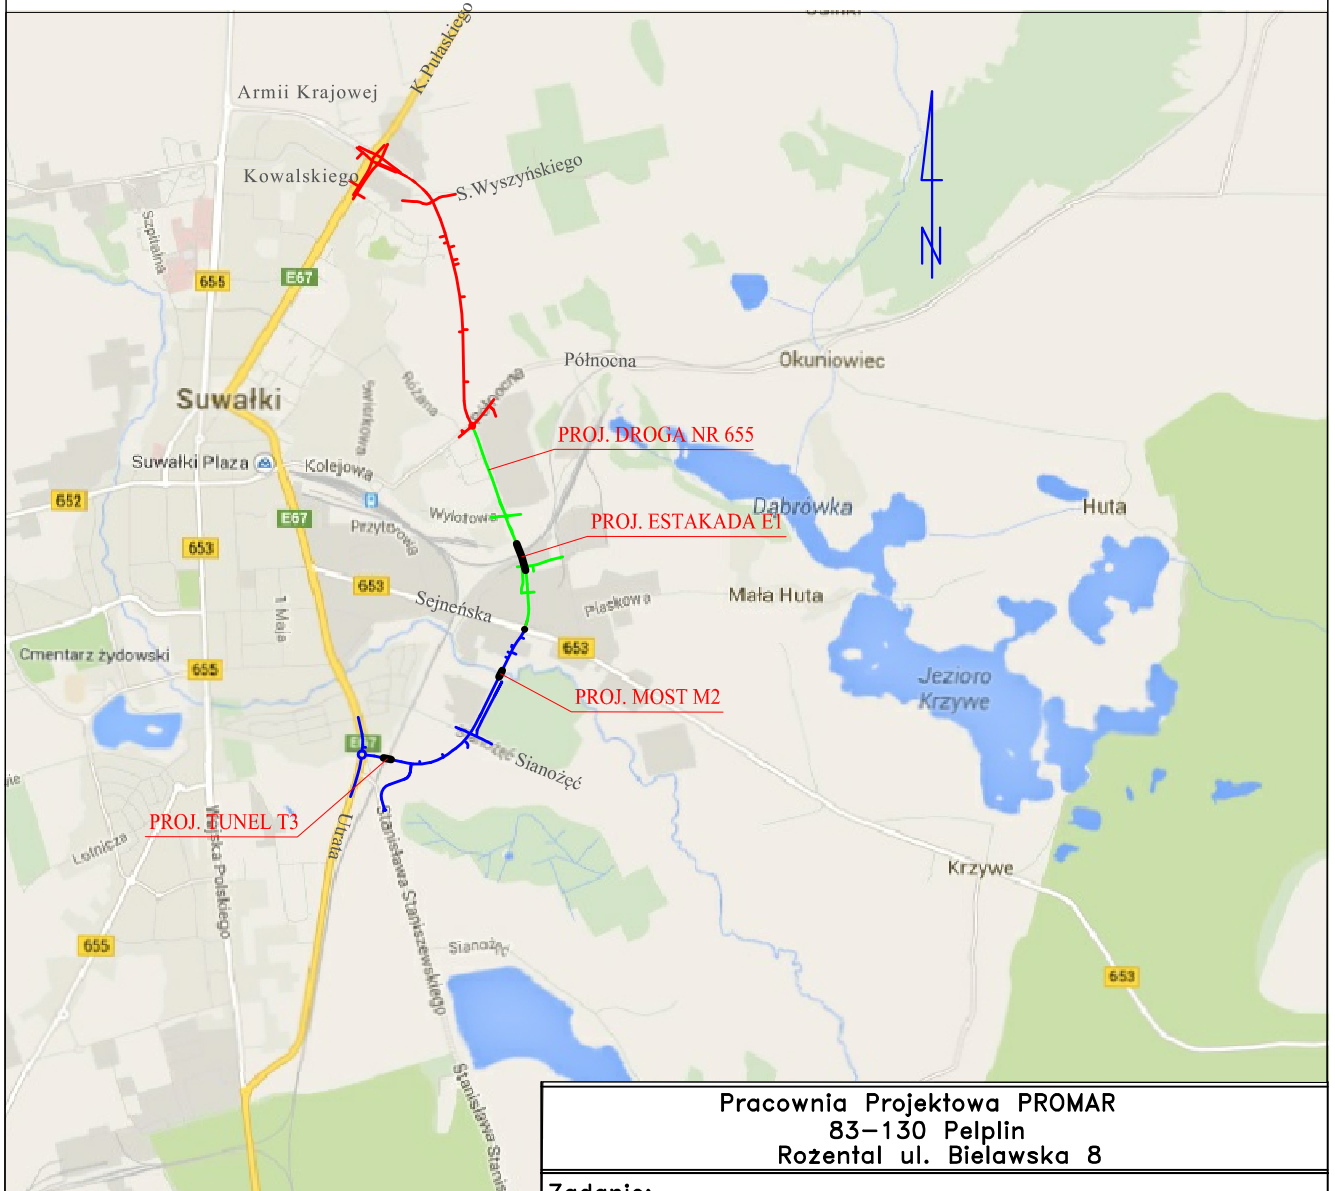 K.Pułaskiego
Armii Krajowej
Kowalskiego
S.Wyszyńskiego
Szpitalna
655
E67
Północna
Okuniowiec
Północna
Różana
Suwałki
PROJ. DROGA NR 655
Suwałki Plaza
Kolejowa
652
E67
Wylotowa
Przytorowa
Dąbrówka
Huta
PROJ. ESTAKADA E1
653
653
Sejneńska
Piaskowa
Mała Huta
1 Maja
653
Cmentarz żydowski
655
Jezioro
Krzywe
PROJ. MOST M2
E67
Sianożęć
PROJ. TUNEL T3
Utrata
Lotnicza
Wojska Polskiego
Stanisława Staniszewskiego
Krzywe
655
653
Pracownia Projektowa PROMAR
83-130 Pelplin
Rożental ul. Bielawska 8
Zadanie: